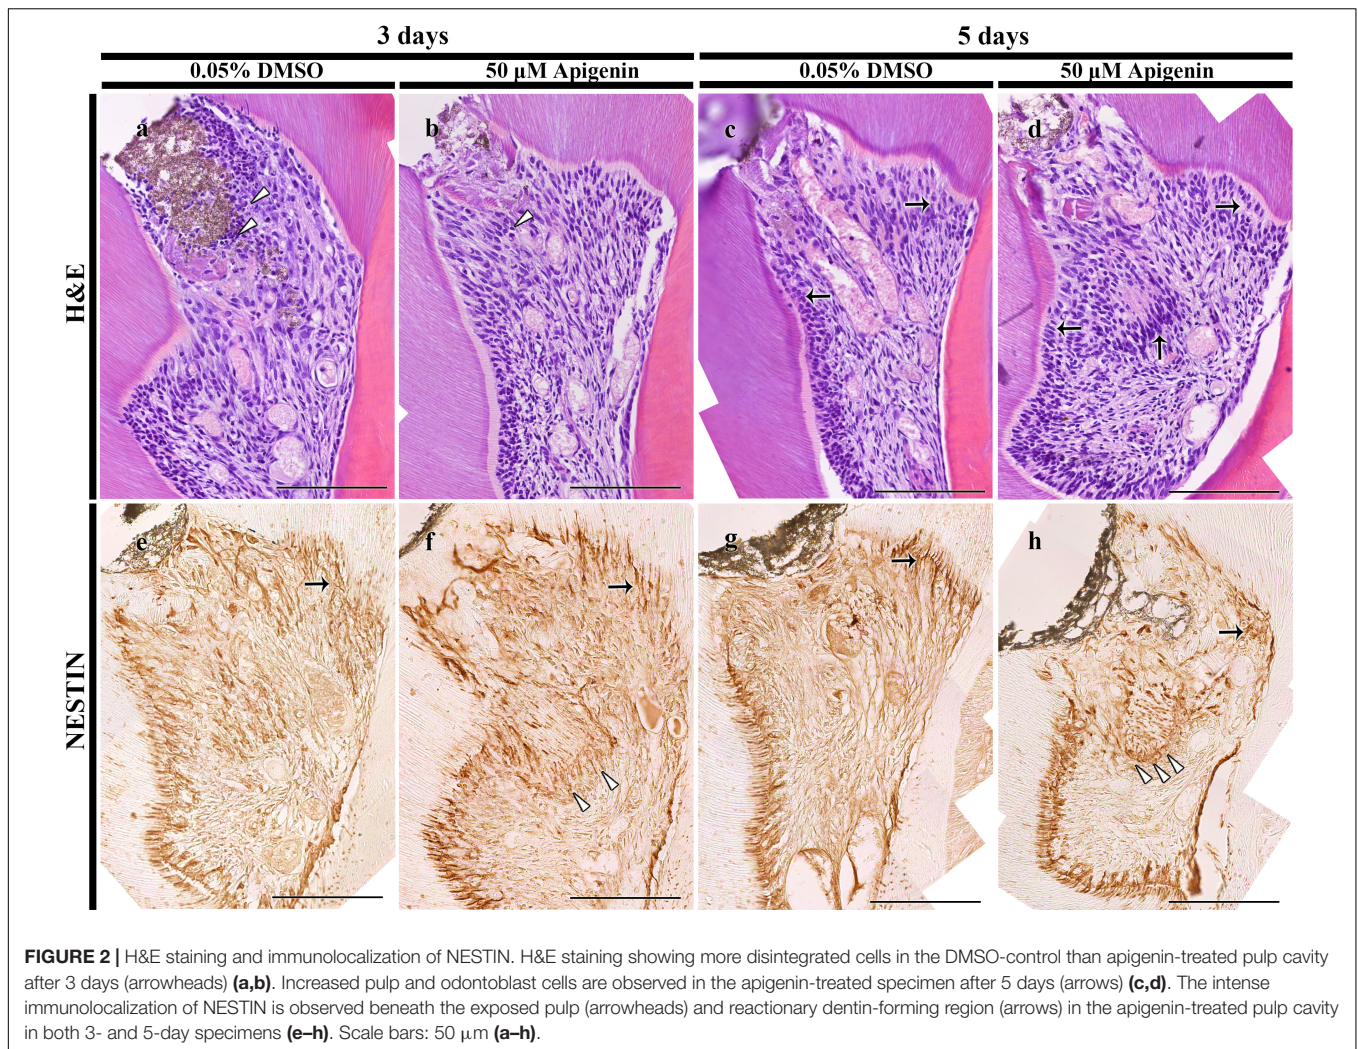 3 days
5 days
0.05% DMSO
50 µM Apigenin
0.05% DMSO
50 µM Apigenin
H&E
a
b
c
d
NESTIN
e
f
g
h
FIGURE 2 | H&E staining and immunolocalization of NESTIN. H&E staining showing more disintegrated cells in the DMSO-control than apigenin-treated pulp cavity
after 3 days (arrowheads) (a,b). Increased pulp and odontoblast cells are observed in the apigenin-treated specimen after 5 days (arrows) (c,d). The intense
immunolocalization of NESTIN is observed beneath the exposed pulp (arrowheads) and reactionary dentin-forming region (arrows) in the apigenin-treated pulp cavity
in both 3- and 5-day specimens (e–h). Scale bars: 50 µm (a–h).